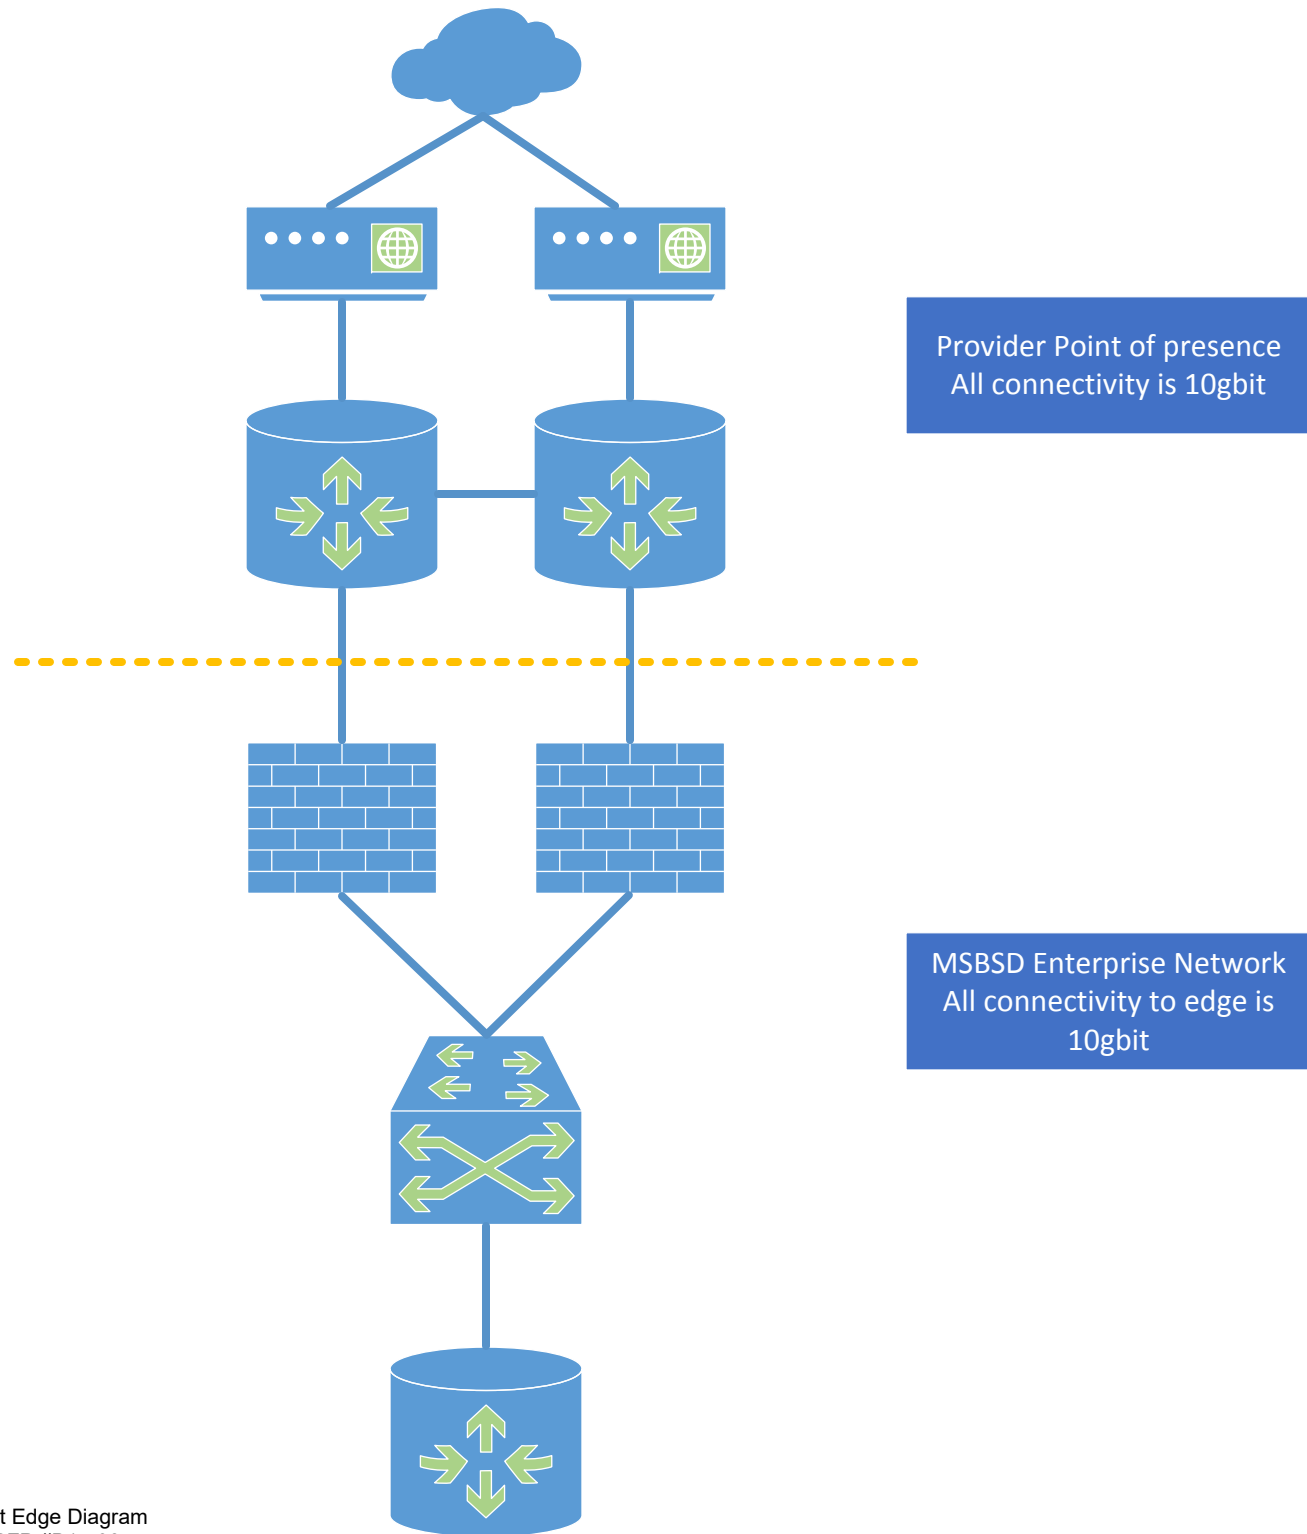 Provider Point of presence
All connectivity is 10gbit
MSBSD Enterprise Network
All connectivity to edge is
10gbit
Edge Diagram